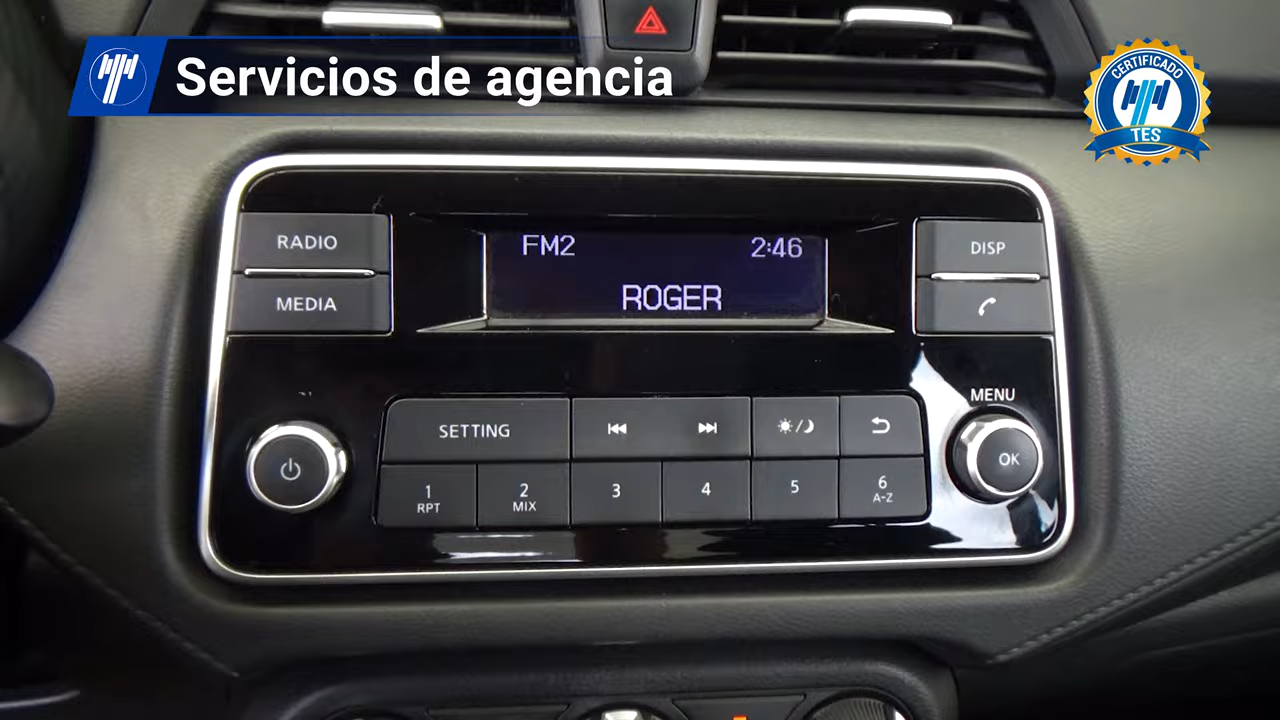 Servicios de agencia
CERTIFICADO
TES
RADIO
MEDIA
FM2 2:46
ROGER
DISP
MENU
SETTING
OK
1 2 3 4 5 6
RPT MIX A-Z